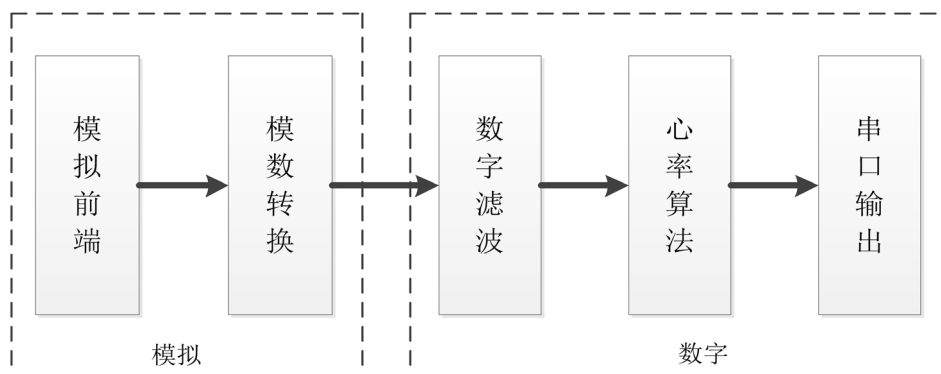 模拟前端
模数转换
数字滤波
心率算法
串口输出
模拟
数字